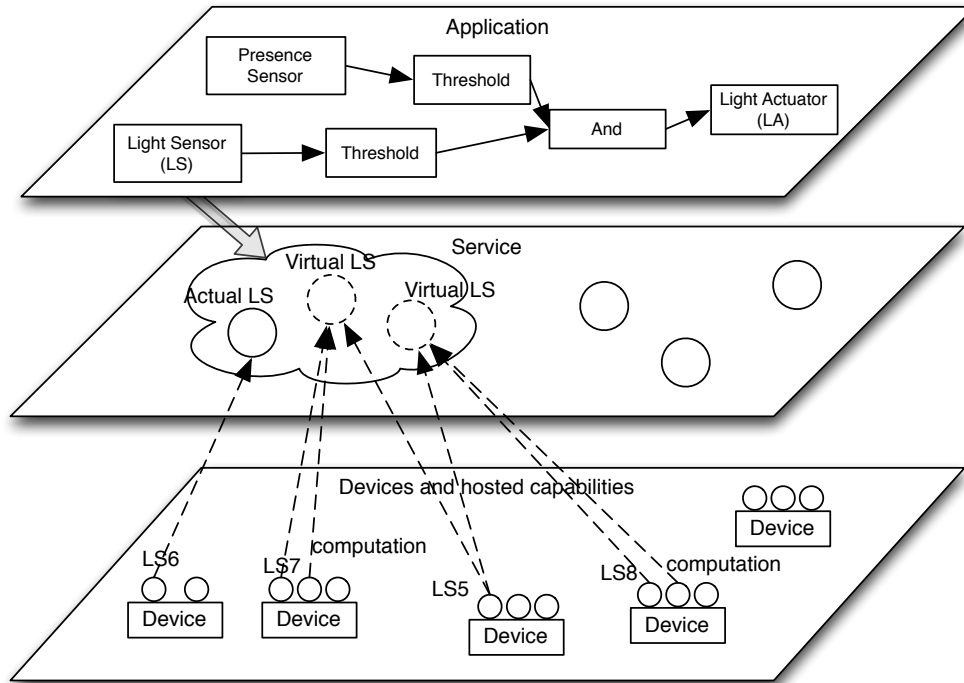 Application
Presence
Sensor
Threshold
Light Actuator
(LA)
And
Light Sensor
(LS)
Threshold
Service
Virtual LS
Actual LS
Virtual LS
Devices and hosted capabilities
Device
LS6
LS7
computation
LS5
LS8
computation
Device
Device
Device
Device